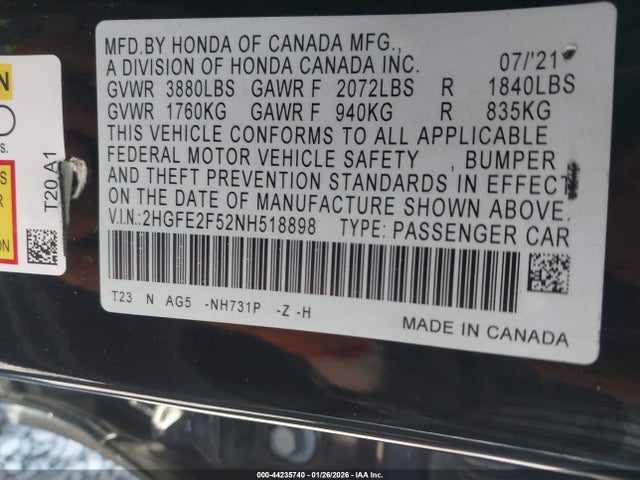 MFD.BY HONDA OF CANADA MFG.,
A DIVISION OF HONDA CANADA INC. 07/'21
GVWR 3880LBS GAWR F 2072LBS R 1840LBS
GVWR 1760KG GAWR F 940KG R 835KG
THIS VEHICLE CONFORMS TO ALL APPLICABLE
FEDERAL MOTOR VEHICLE SAFETY , BUMPER
AND THEFT PREVENTION STANDARDS IN EFFECT
ON THE DATE OF MANUFACTURE SHOWN ABOVE.
V.I.N.:2HGFE2F52NH518898 TYPE: PASSENGER CAR
T23 N AG5 -NH731P -Z -H
MADE IN CANADA
T20 A1
000-44235740 | 01/26/2026 | IAA Inc.